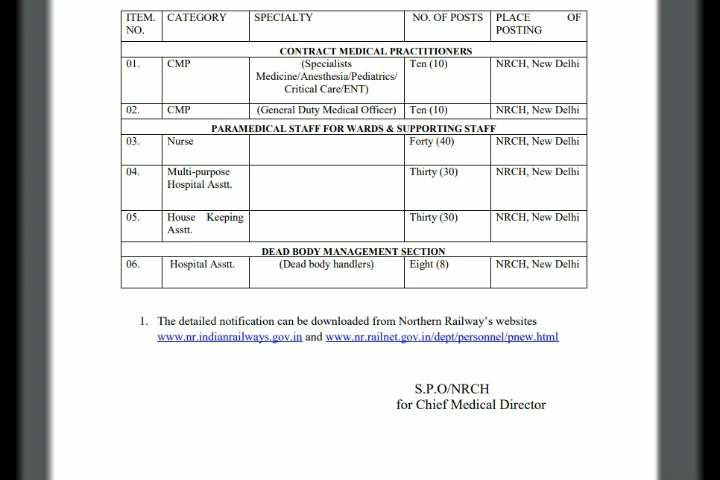 ITEM. NO. CATEGORY SPECIALTY NO. OF POSTS PLACE OF POSTING
CONTRACT MEDICAL PRACTITIONERS
01. CMP (Specialists Medicine/Anesthesia/Pediatrics/ Critical Care/ENT) Ten (10) NRCH, New Delhi
02. CMP (General Duty Medical Officer) Ten (10) NRCH, New Delhi
PARAMEDICAL STAFF FOR WARDS & SUPPORTING STAFF
03. Nurse Forty (40) NRCH, New Delhi
04. Multi-purpose Hospital Asstt. Thirty (30) NRCH, New Delhi
05. House Keeping Asstt. Thirty (30) NRCH, New Delhi
DEAD BODY MANAGEMENT SECTION
06. Hospital Asstt. (Dead body handlers) Eight (8) NRCH, New Delhi
1. The detailed notification can be downloaded from Northern Railway's websites
www.nr.indianrailways.gov.in and www.nr.railnet.gov.in/dept/personnel/pnew.html
S.P.O/NRCH
for Chief Medical Director